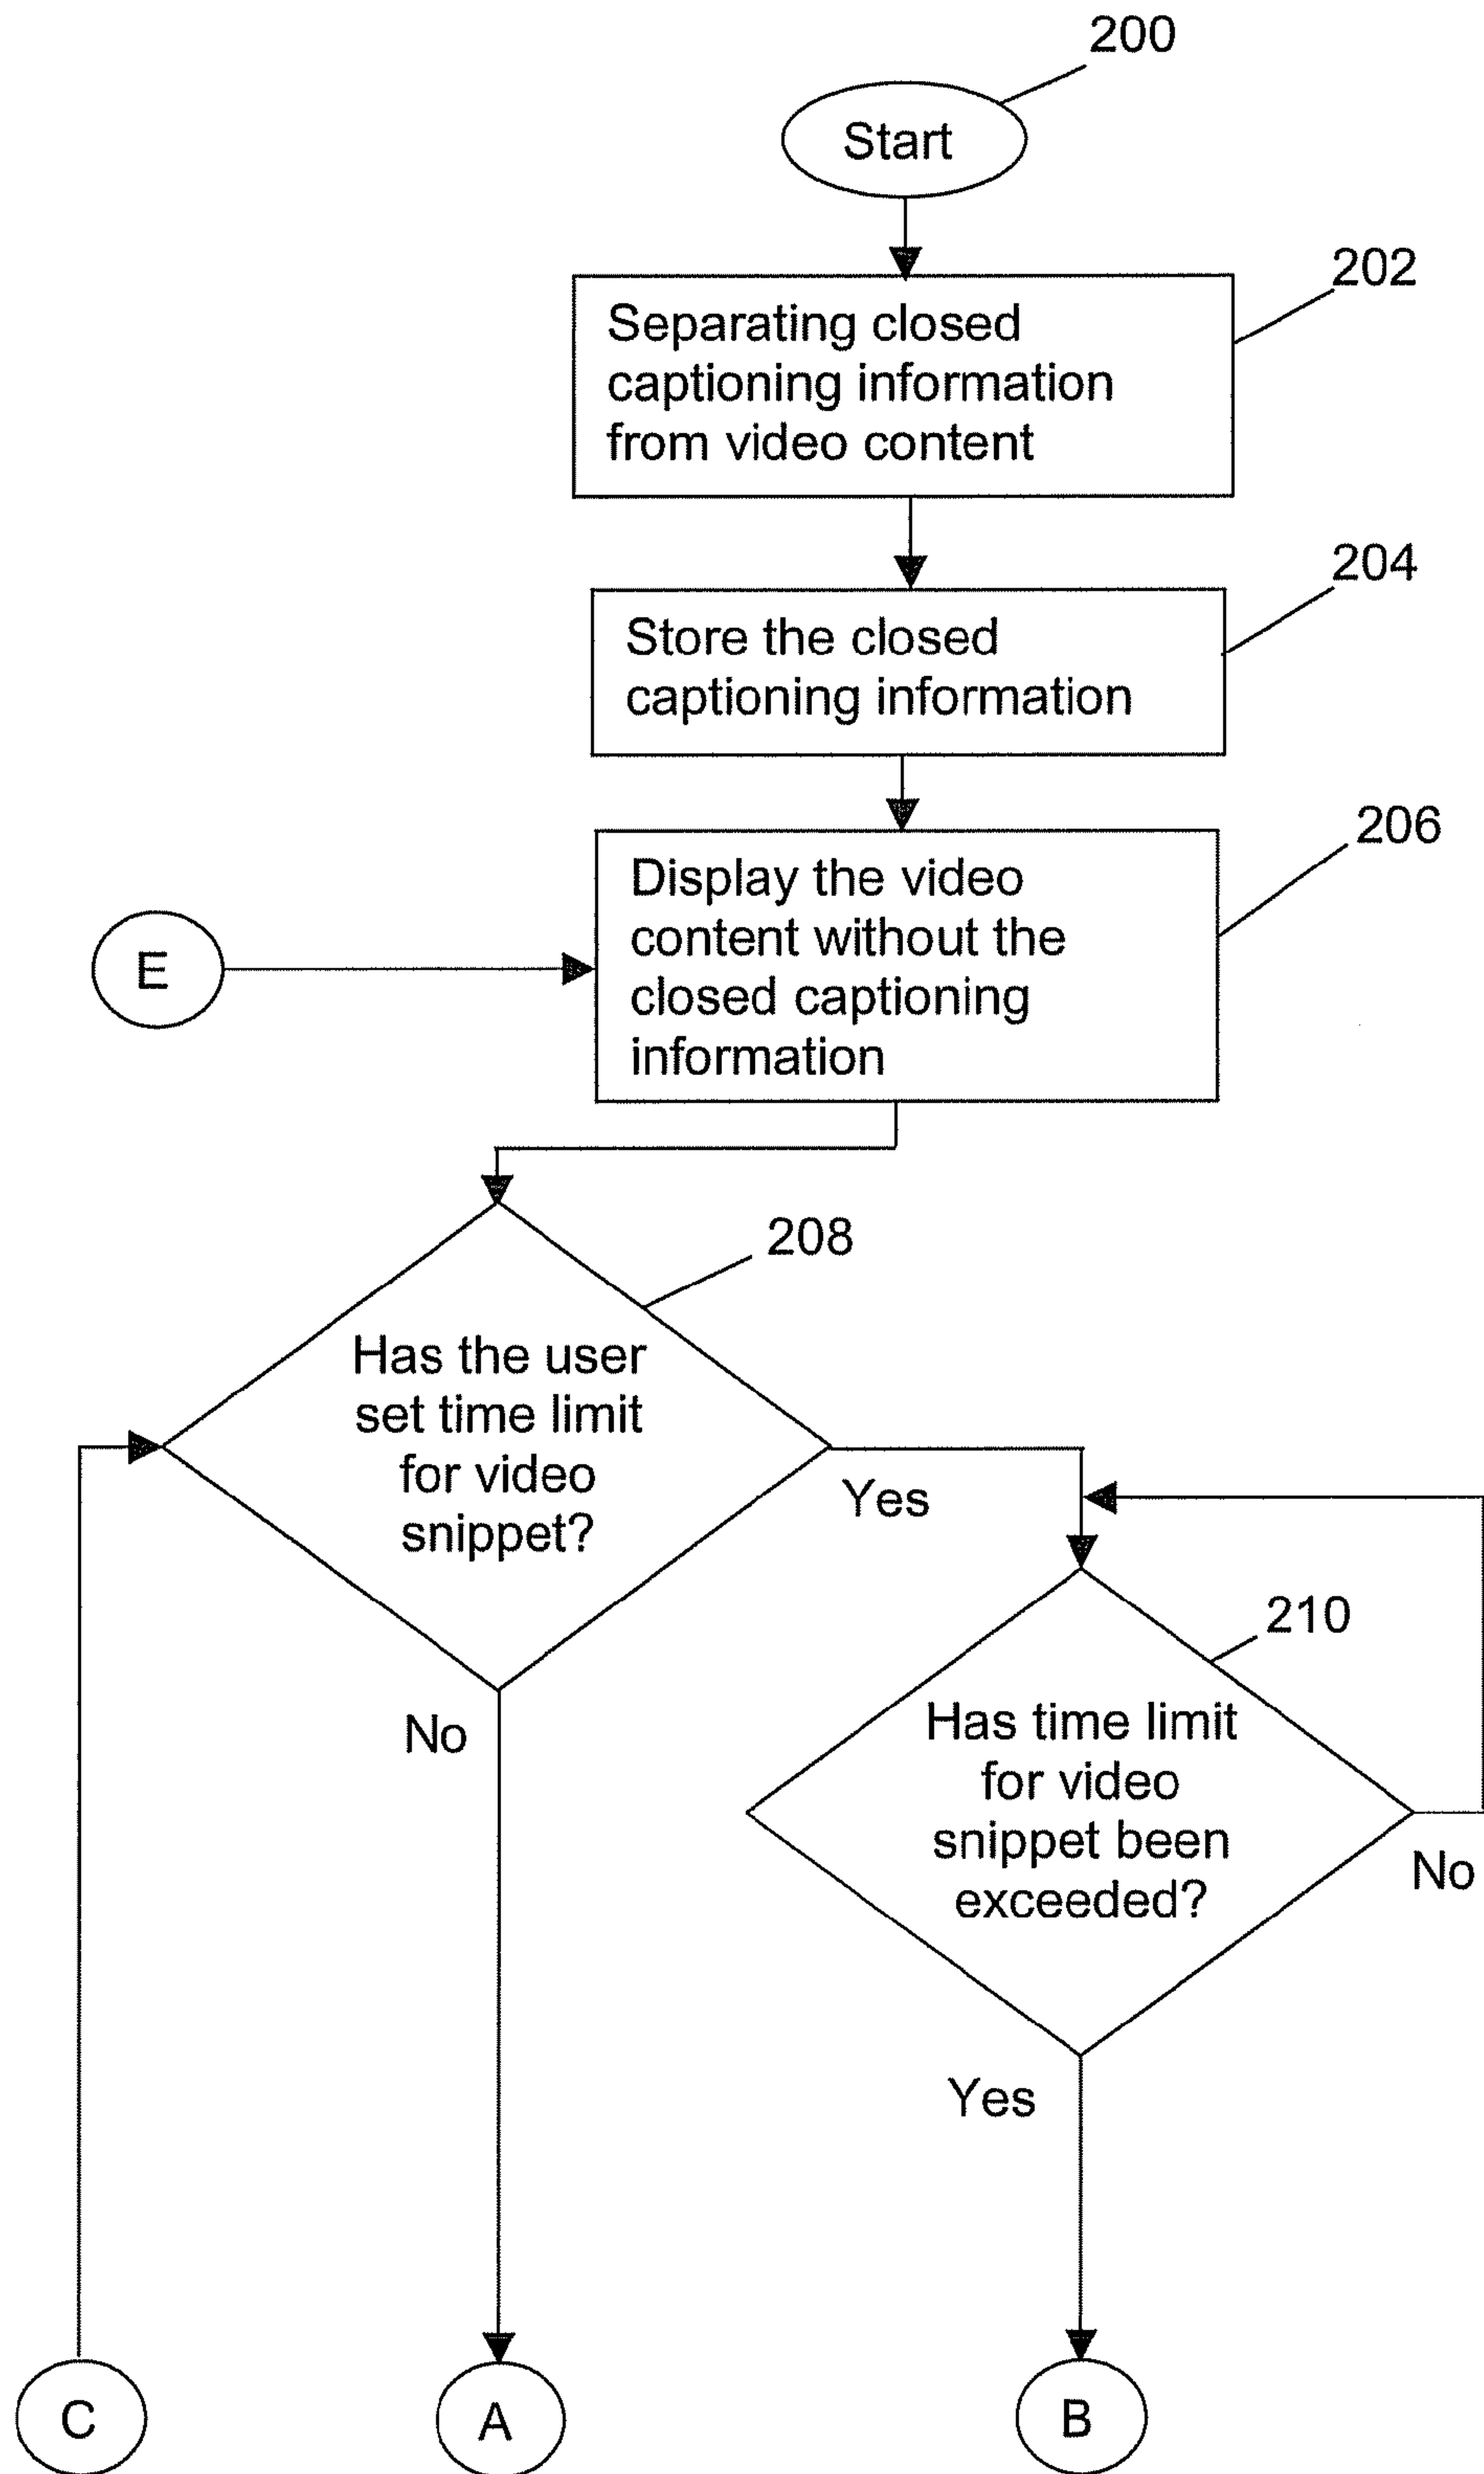 200
Start
202
Separating closed
captioning information
from video content
204
Store the closed
captioning information
206
Display the video
content without the
closed captioning
information
E
208
Has the user
set time limit
for video
snippet?
Yes
No
210
Has time limit
for video
snippet been
exceeded?
No
Yes
C
A
B